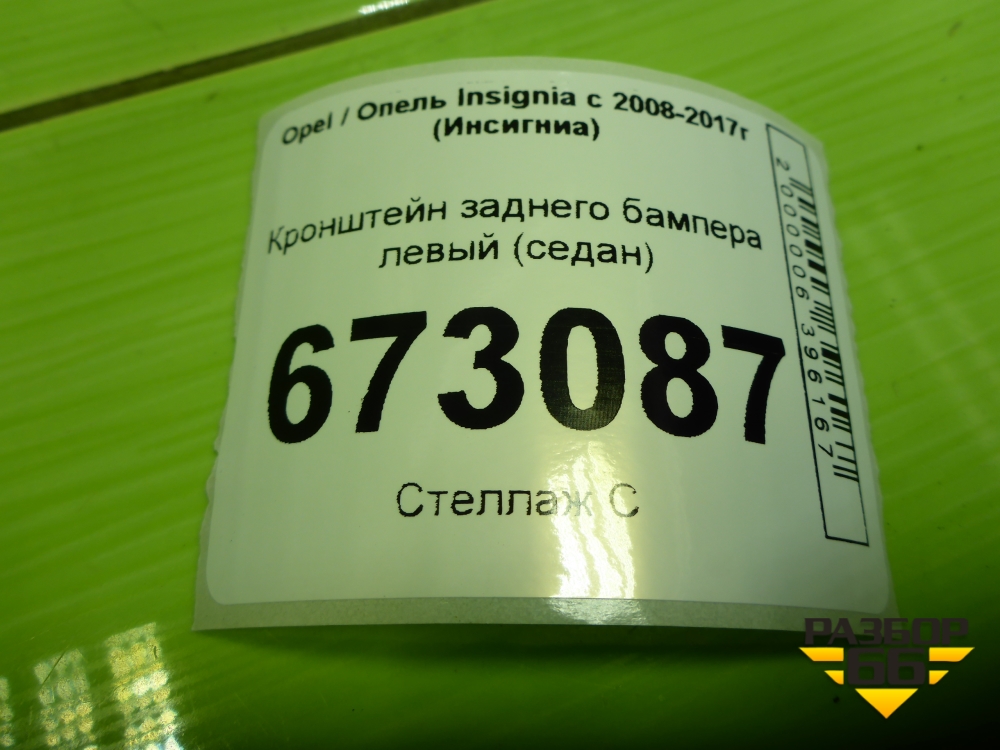 Opel / Опель Insignia с 2008-2017г
(Инсигниа)
Кронштейн заднего бампера
левый (седан)
673087
Стеллаж С
2000006396167
РАЗБОР
66